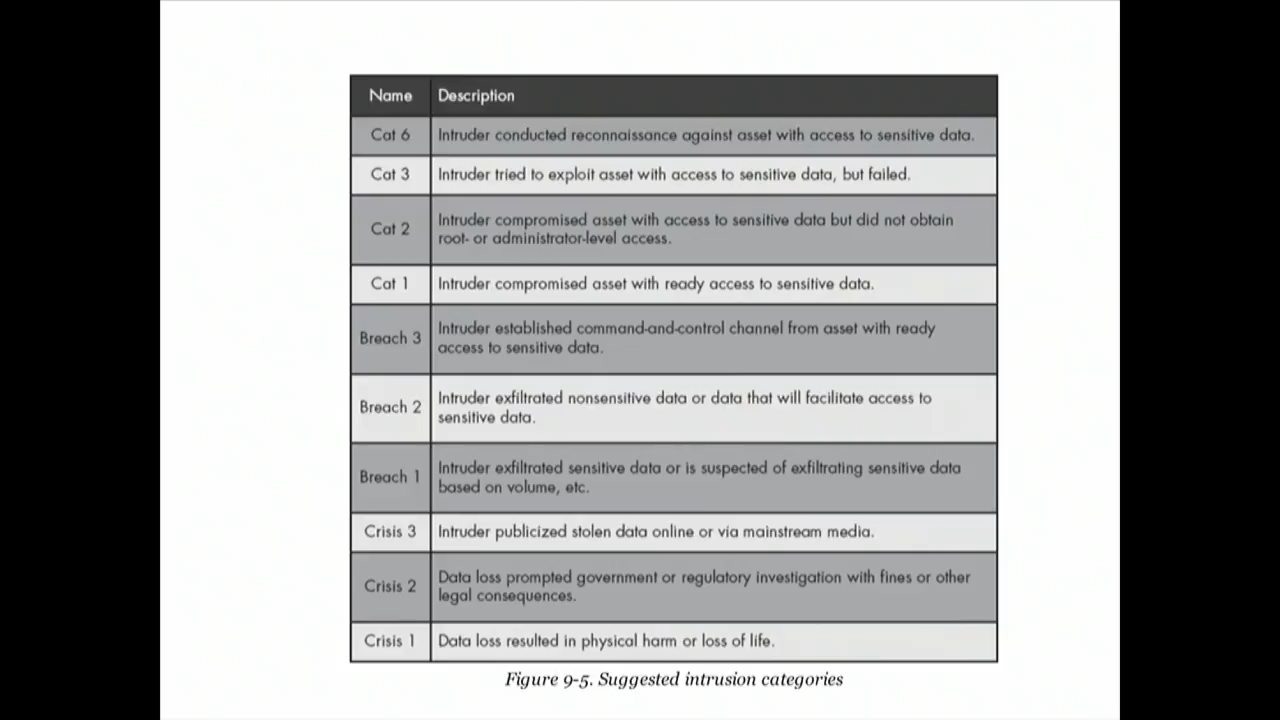 Name Description
Cat 6 Intruder conducted reconnaissance against asset with access to sensitive data.
Cat 3 Intruder tried to exploit asset with access to sensitive data, but failed.
Cat 2 Intruder compromised asset with access to sensitive data but did not obtain
root- or administrator-level access.
Cat 1 Intruder compromised asset with ready access to sensitive data.
Breach 3 Intruder established command-and-control channel from asset with ready
access to sensitive data.
Breach 2 Intruder exfiltrated nonsensitive data or data that will facilitate access to
sensitive data.
Breach 1 Intruder exfiltrated sensitive data or is suspected of exfiltrating sensitive data
based on volume, etc.
Crisis 3 Intruder publicized stolen data online or via mainstream media.
Crisis 2 Data loss prompted government or regulatory investigation with fines or other
legal consequences.
Crisis 1 Data loss resulted in physical harm or loss of life.
Figure 9-5. Suggested intrusion categories